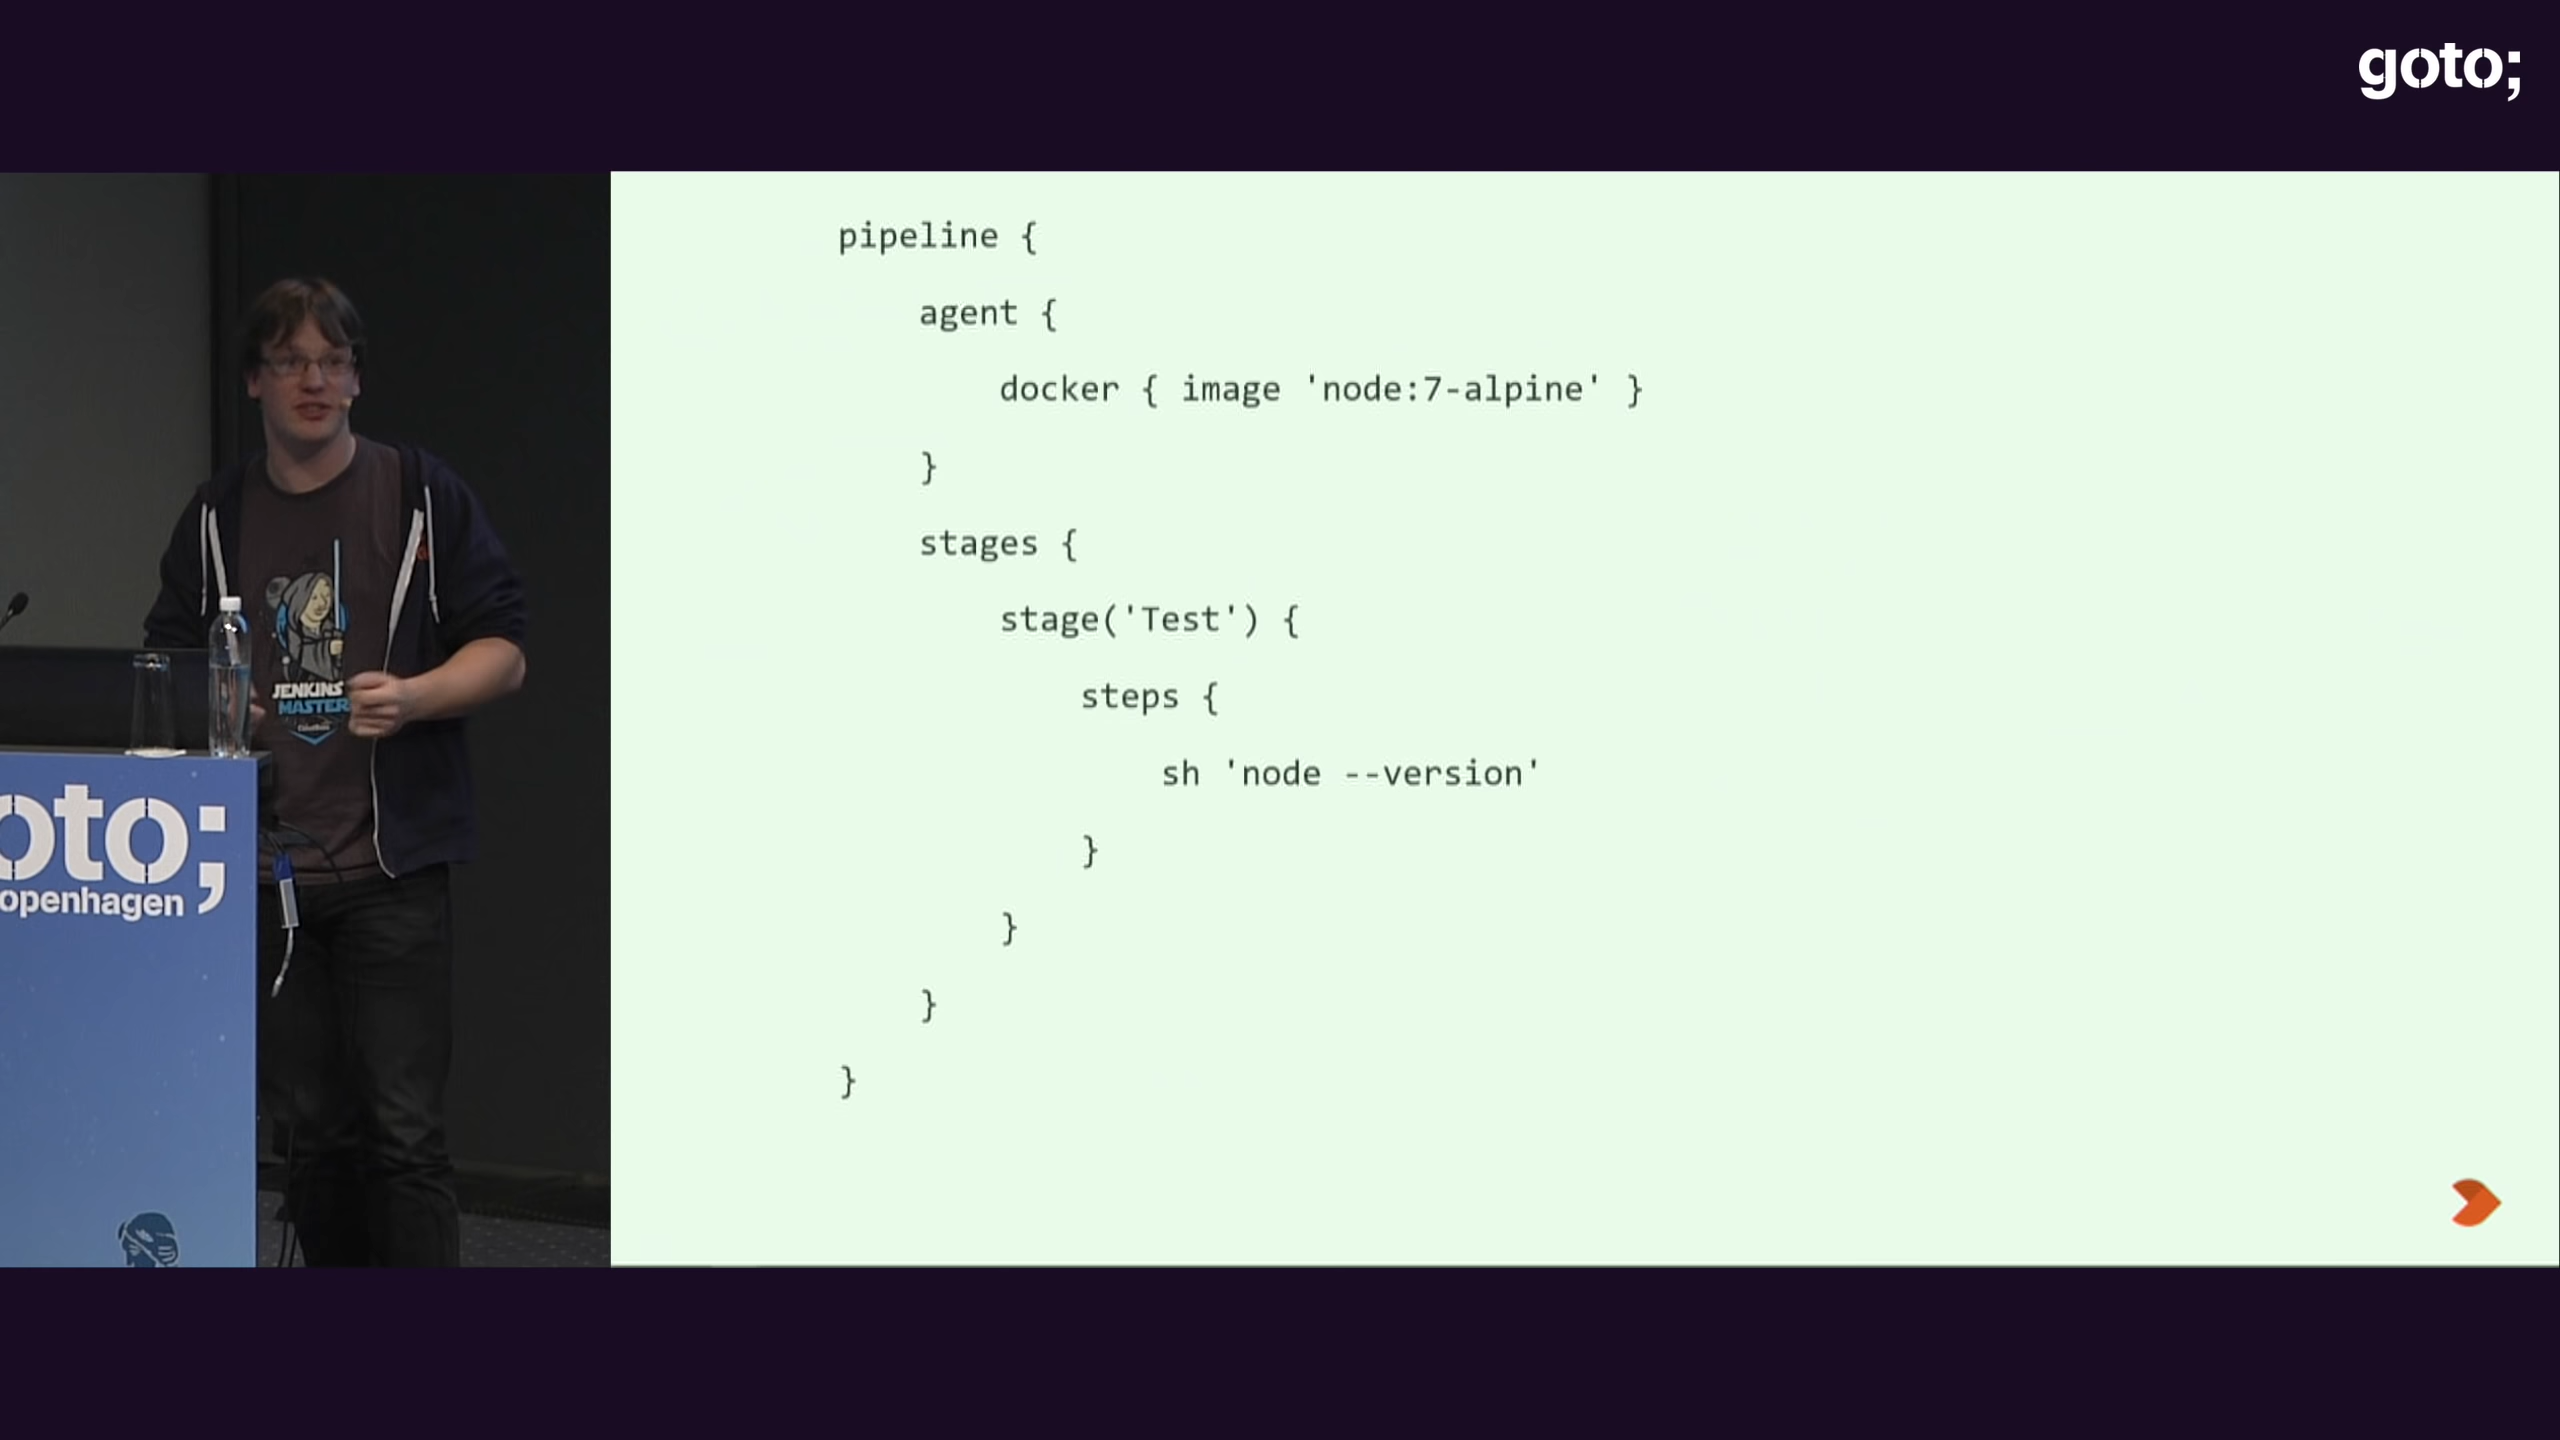 goto;
pipeline {
agent {
docker { image 'node:7-alpine' }
}
stages {
stage('Test') {
steps {
sh 'node --version'
}
}
}
}
JENKINS
MASTER
oto;
openhagen